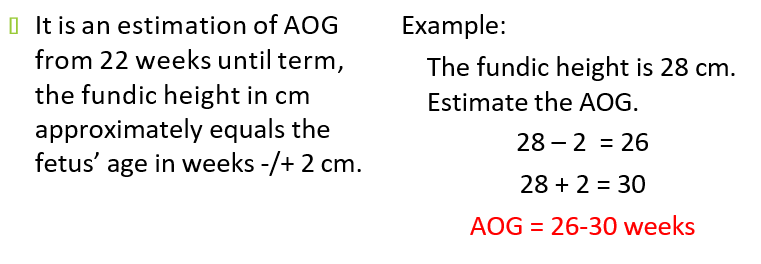 It is an estimation of AOG
from 22 weeks until term,
the fundic height in cm
approximately equals the
fetus’ age in weeks -/+ 2 cm.
Example:
The fundic height is 28 cm.
Estimate the AOG.
28 – 2 = 26
28 + 2 = 30
AOG = 26-30 weeks